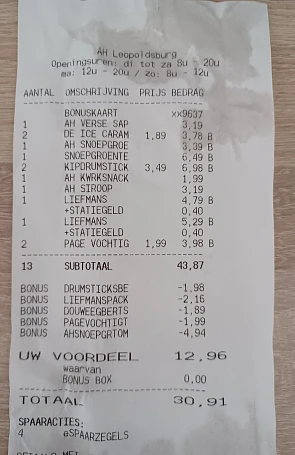 AH Leopoldsburg
Openingsuren: di tot za 8u - 20u
ma: 12u - 20u / zo: 8u - 12u
AANTAL OMSCHRIJVING PRIJS BEDRAG
BONUSKAART xx9637
1 AH VERSE SAP 3,19
2 DE ICE CARAM 1,89 3,78 B
1 AH SNOEPGROE 3,39 B
1 SNOEPGROENTE 6,49 B
2 KIPDRUMSTICK 3,49 6,98 B
1 AH KWRKSNACK 1,99
1 AH SIROOP 3,19
1 LIEFMANS 4,79 B
+STATIEGELD 0,40
1 LIEFMANS 5,29 B
+STATIEGELD 0,40
2 PAGE VOCHTIG 1,99 3,98 B
13 SUBTOTAAL 43,87
BONUS DRUMSTICKSBE -1,98
BONUS LIEFMANSPACK -2,16
BONUS DOUWEEGBERTS -1,89
BONUS PAGEVOCHTIGT -1,99
BONUS AHSNOEPGRTOM -4,94
UW VOORDEEL 12,96
waarvan
BONUS BOX 0,00
TOTAAL 30,91
SPAARACTIES:
4 eSPAARZEGELS
BETAALD MET